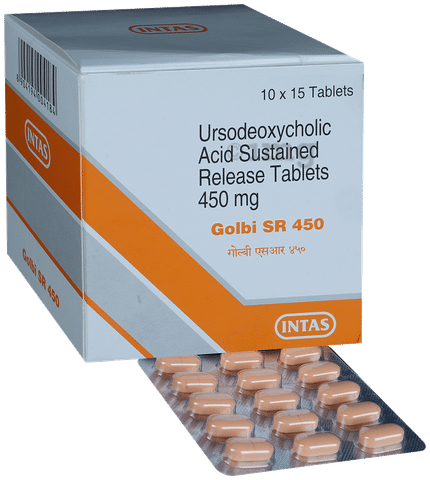 INTAS
10 x 15 Tablets
Ursodeoxycholic
Acid Sustained
Release Tablets
450 mg
Golbi SR 450
गोल्बी एसआर ४५०
INTAS
INTAS
Golbi SR 450